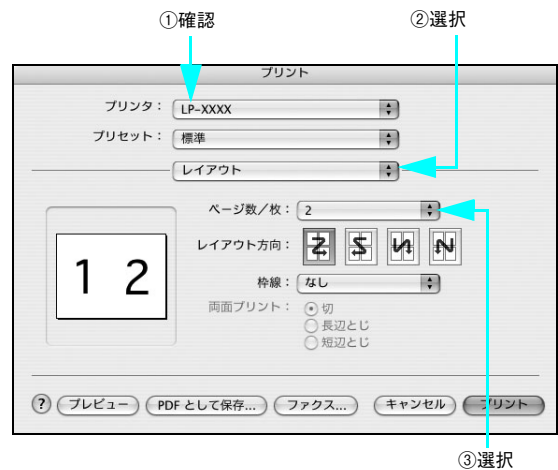 ①確認
②選択
プリント
プリンタ： LP-XXXX
プリセット： 標準
レイアウト
ページ数/枚： 2
レイアウト方向：
1 2
枠線： なし
両面プリント： 切
長辺とじ
短辺とじ
? プレビュー PDF として保存... ファクス... キャンセル プリント
③選択